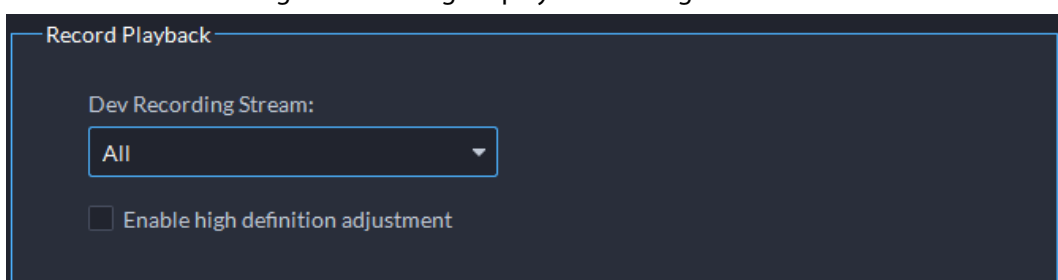 Record Playback
Dev Recording Stream:
All
Enable high definition adjustment